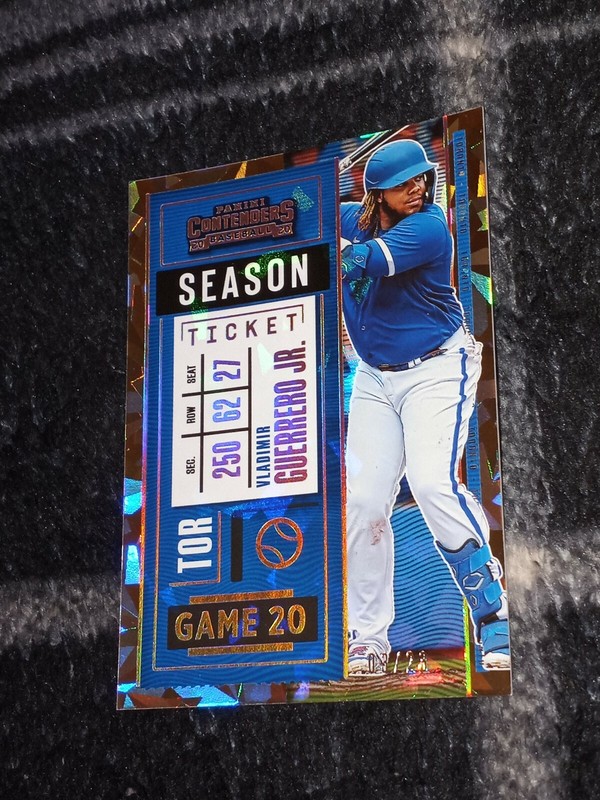 PANINI
CONTENDERS
20 BASEBALL 20
SEASON
TICKET
SEC. ROW SEAT
250 62 27
VLADIMIR
GUERRERO JR.
TOR
GAME 20
TORONTO